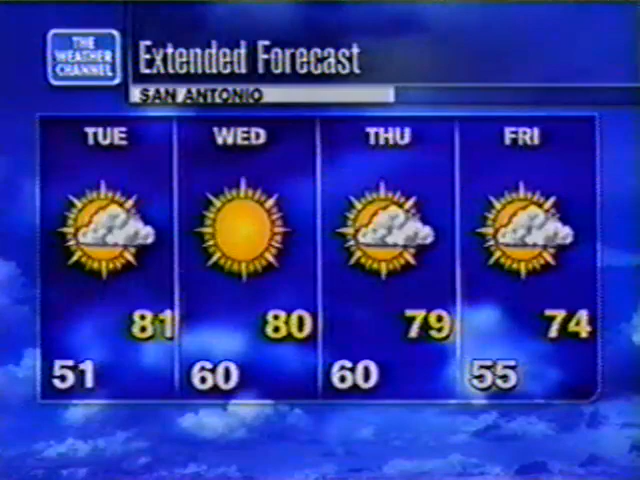 THE
WEATHER
CHANNEL
Extended Forecast
SAN ANTONIO
TUE WED THU FRI
81 80 79 74
51 60 60 55